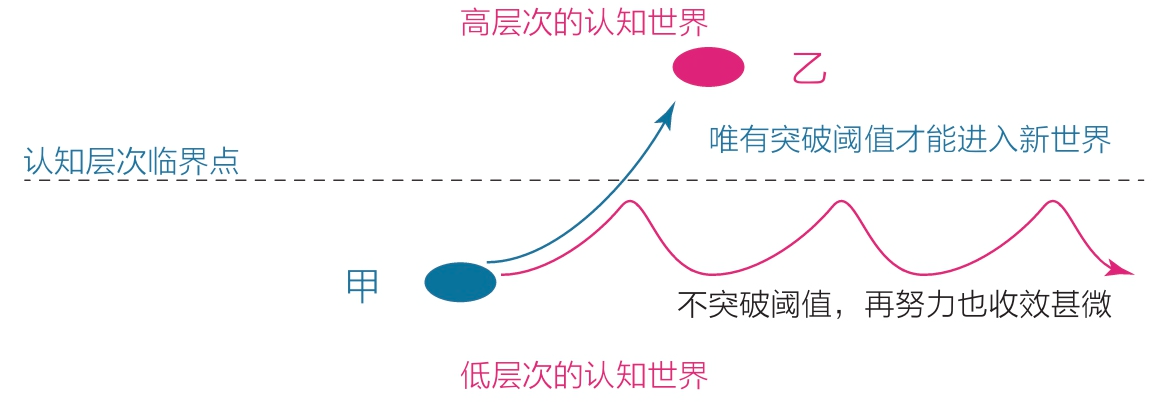 高层次的认知世界
乙
唯有突破阈值才能进入新世界
认知层次临界点
甲
不突破阈值，再努力也收效甚微
低层次的认知世界